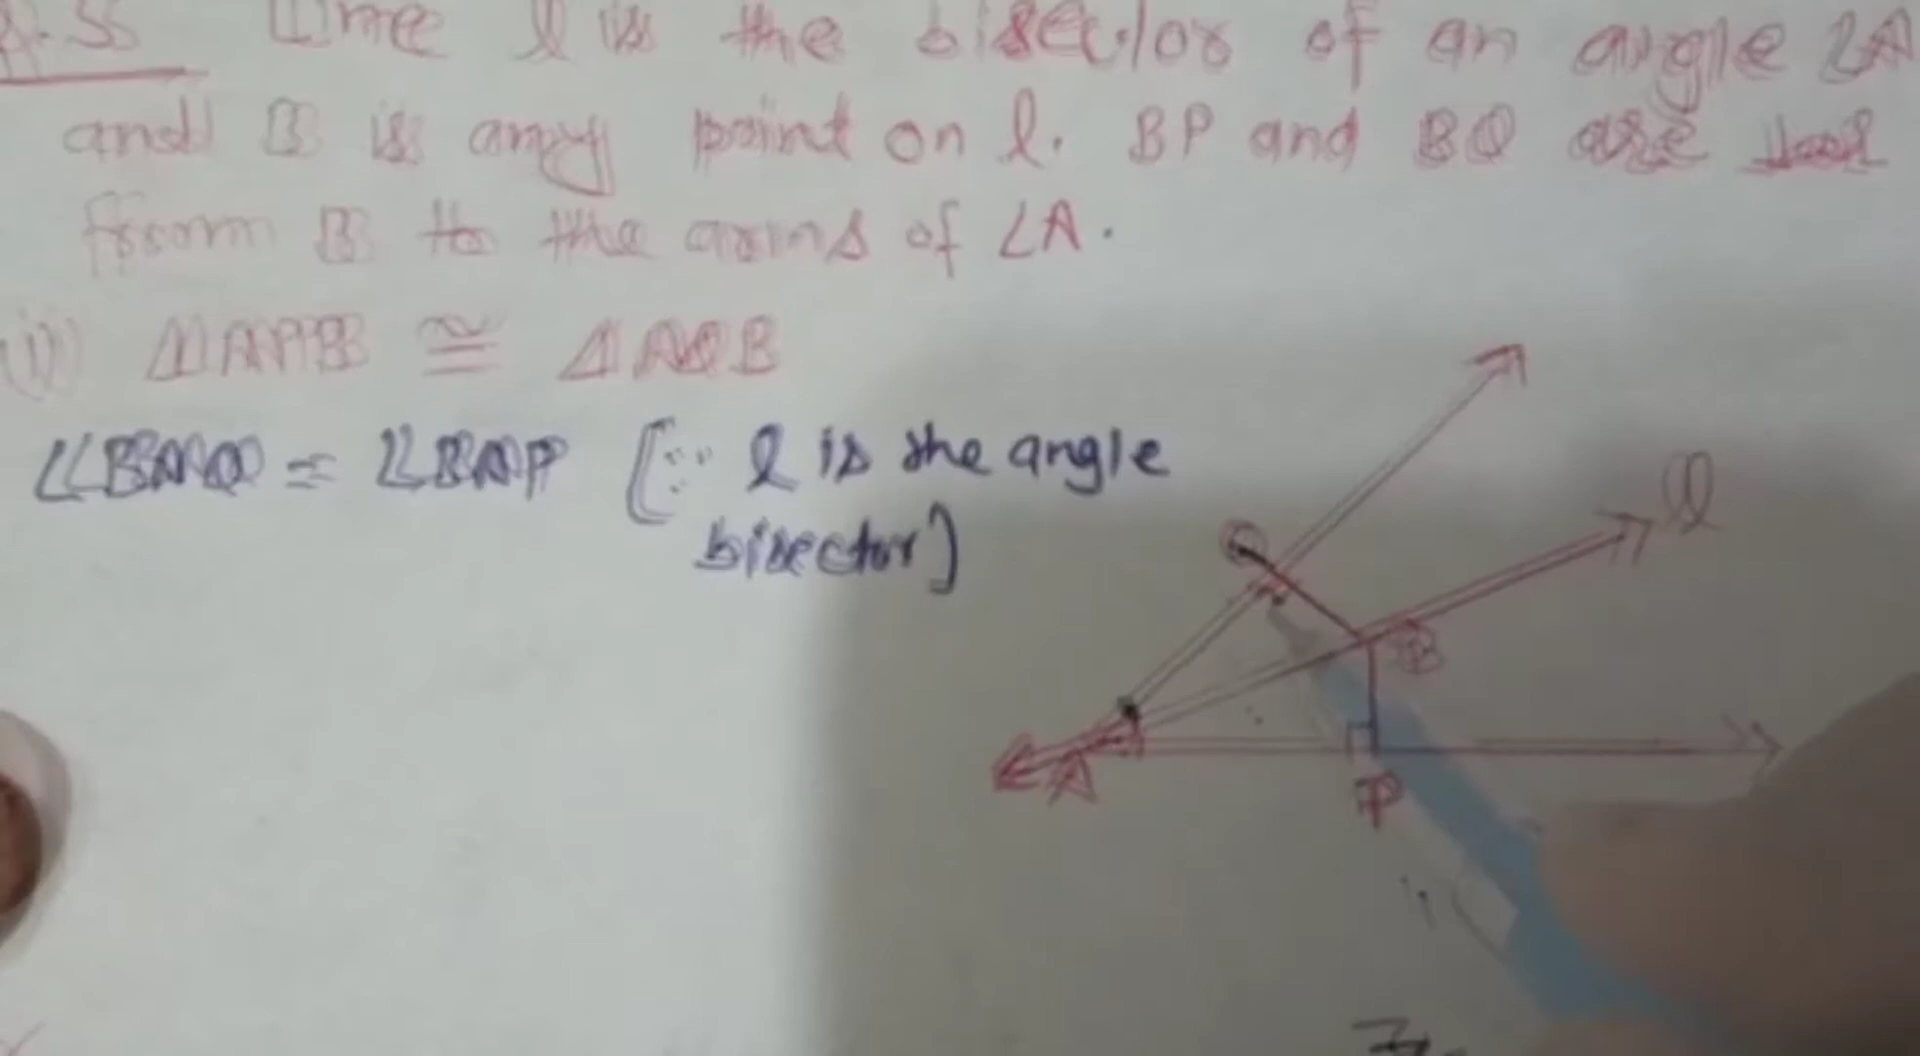 Line l is the bisector of an angle ∠A
and B is any point on l. BP and BQ are
from B to the arms of ∠A.
(i) ΔAPB ≅ ΔAQB
∠BAQ = ∠BAP [∵ l is the angle
bisector]
l
Q
B
A
P